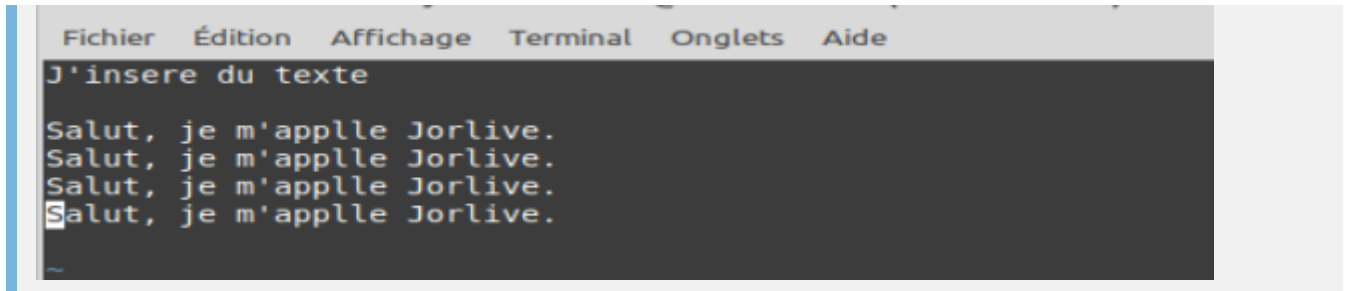 Fichier Édition Affichage Terminal Onglets Aide
J'insere du texte
Salut, je m'applle Jorlive.
Salut, je m'applle Jorlive.
Salut, je m'applle Jorlive.
Salut, je m'applle Jorlive.
~